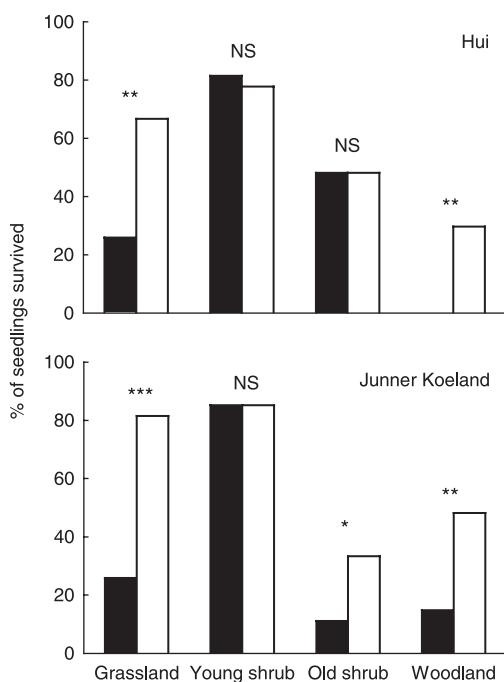 100
Hui
NS
80
**
NS
60
40
**
20
0
% of seedlings survived
100
Junner Koeland
***
NS
80
60
**
40
*
20
0
Grassland Young shrub Old shrub Woodland